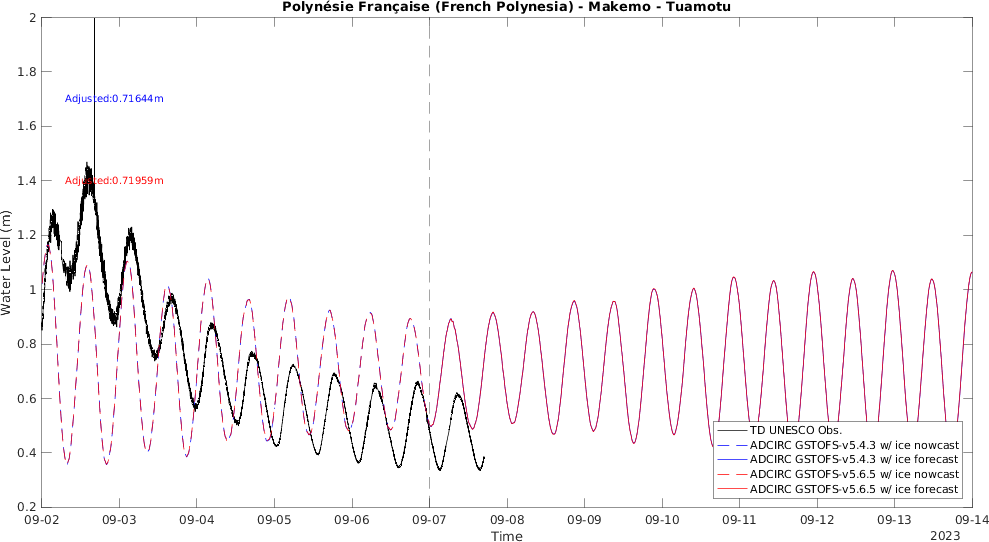 Polynésie Française (French Polynesia) - Makemo - Tuamotu
2
1.8
1.6
1.4
1.2
1
0.8
0.6
0.4
0.2
Water Level (m)
Adjusted:0.71644m
Adjusted:0.71959m
TD UNESCO Obs.
ADCIRC GSTOFS-v5.4.3 w/ ice nowcast
ADCIRC GSTOFS-v5.4.3 w/ ice forecast
ADCIRC GSTOFS-v5.6.5 w/ ice nowcast
ADCIRC GSTOFS-v5.6.5 w/ ice forecast
09-02 09-03 09-04 09-05 09-06 09-07 09-08 09-09 09-10 09-11 09-12 09-13 09-14
Time
2023